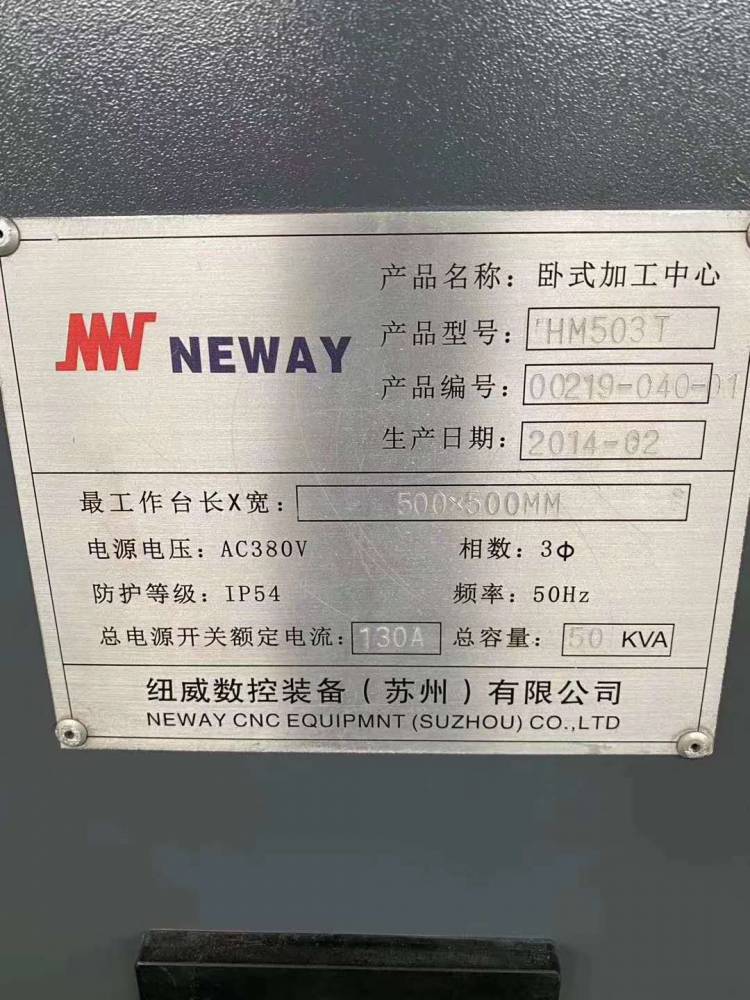 NEWAY
产品名称：卧式加工中心
产品型号：HM503T
产品编号：00219-040-01
生产日期：2014-02
最工作台长X宽：500×500MM
电源电压：AC380V 相数：3Φ
防护等级：IP54 频率：50Hz
总电源开关额定电流：130A 总容量：50 KVA
纽威数控装备（苏州）有限公司
NEWAY CNC EQUIPMNT (SUZHOU) CO.,LTD